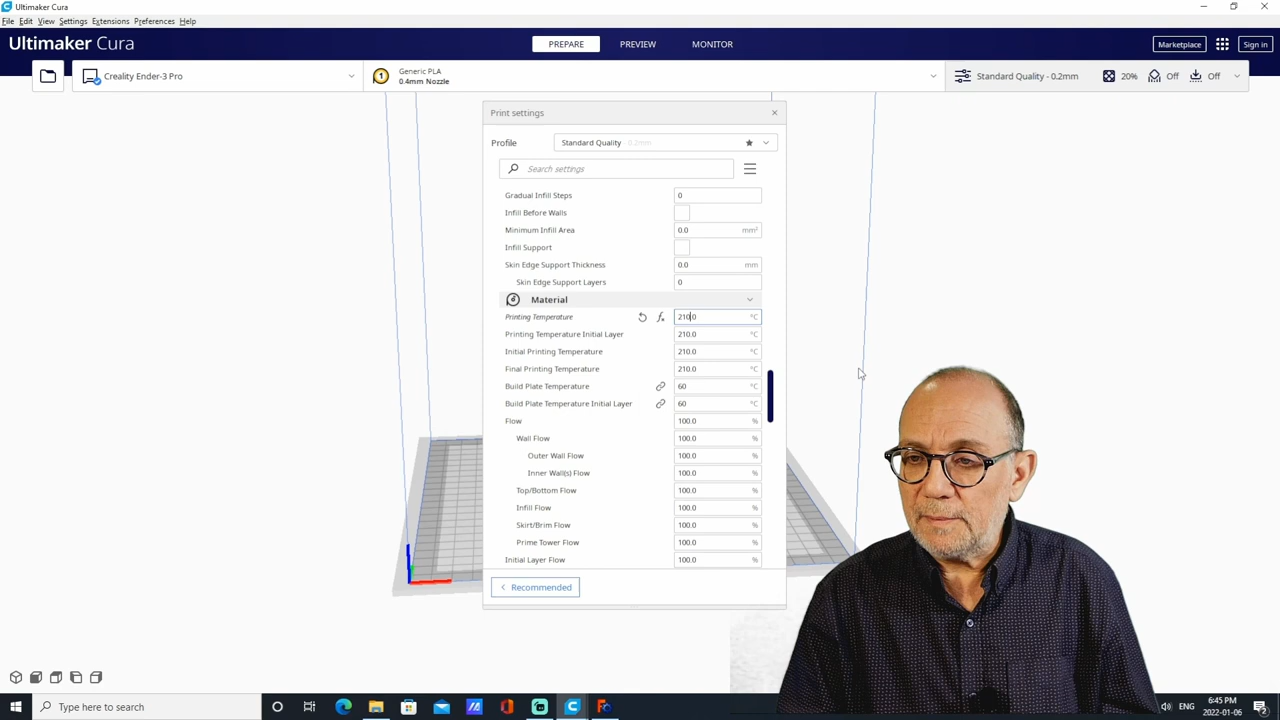 Ultimaker Cura
File Edit View Settings Extensions Preferences Help
Ultimaker Cura
PREPARE
PREVIEW
MONITOR
Marketplace
Sign in
Creality Ender-3 Pro
1
Generic PLA
0.4mm Nozzle
Standard Quality - 0.2mm
20%
Off
Off
Print settings
Profile
Standard Quality - 0.2mm
Search settings
Gradual Infill Steps 0
Infill Before Walls
Minimum Infill Area 0.0 mm²
Infill Support
Skin Edge Support Thickness 0.0 mm
Skin Edge Support Layers 0
Material
Printing Temperature 210.0 °C
Printing Temperature Initial Layer 210.0 °C
Initial Printing Temperature 210.0 °C
Final Printing Temperature 210.0 °C
Build Plate Temperature 60 °C
Build Plate Temperature Initial Layer 60 °C
Flow 100.0 %
Wall Flow 100.0 %
Outer Wall Flow 100.0 %
Inner Wall(s) Flow 100.0 %
Top/Bottom Flow 100.0 %
Infill Flow 100.0 %
Skirt/Brim Flow 100.0 %
Prime Tower Flow 100.0 %
Initial Layer Flow 100.0 %
Recommended
Type here to search
ENG
6:45 PM
2022-01-06